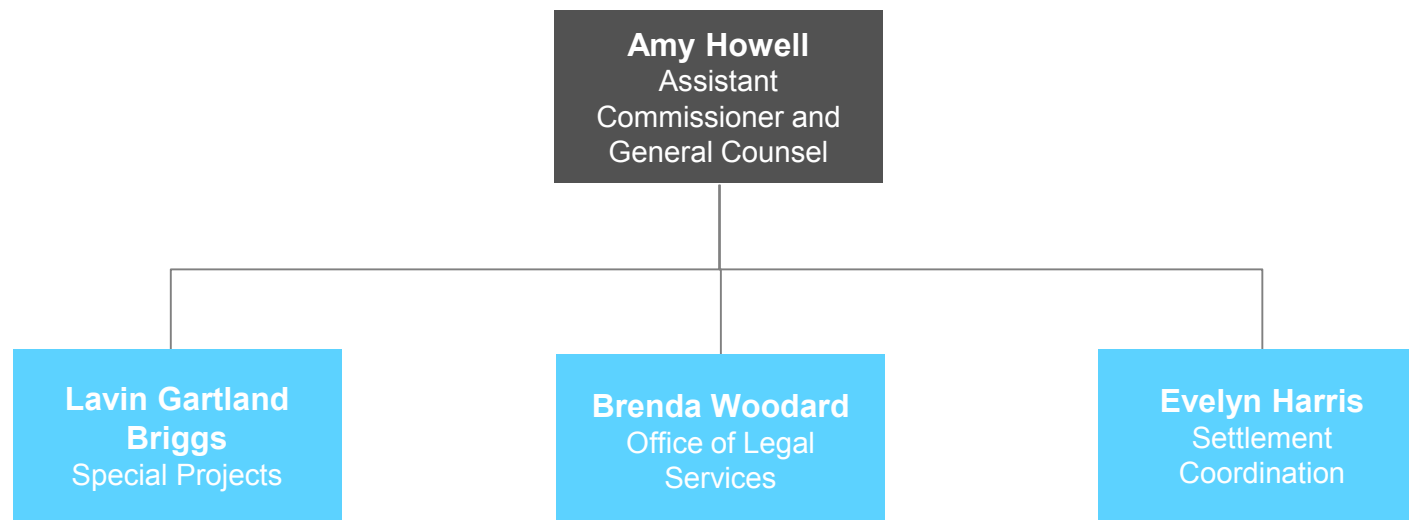 Amy Howell
Assistant
Commissioner and
General Counsel
Lavin Gartland
Briggs
Special Projects
Brenda Woodard
Office of Legal
Services
Evelyn Harris
Settlement
Coordination